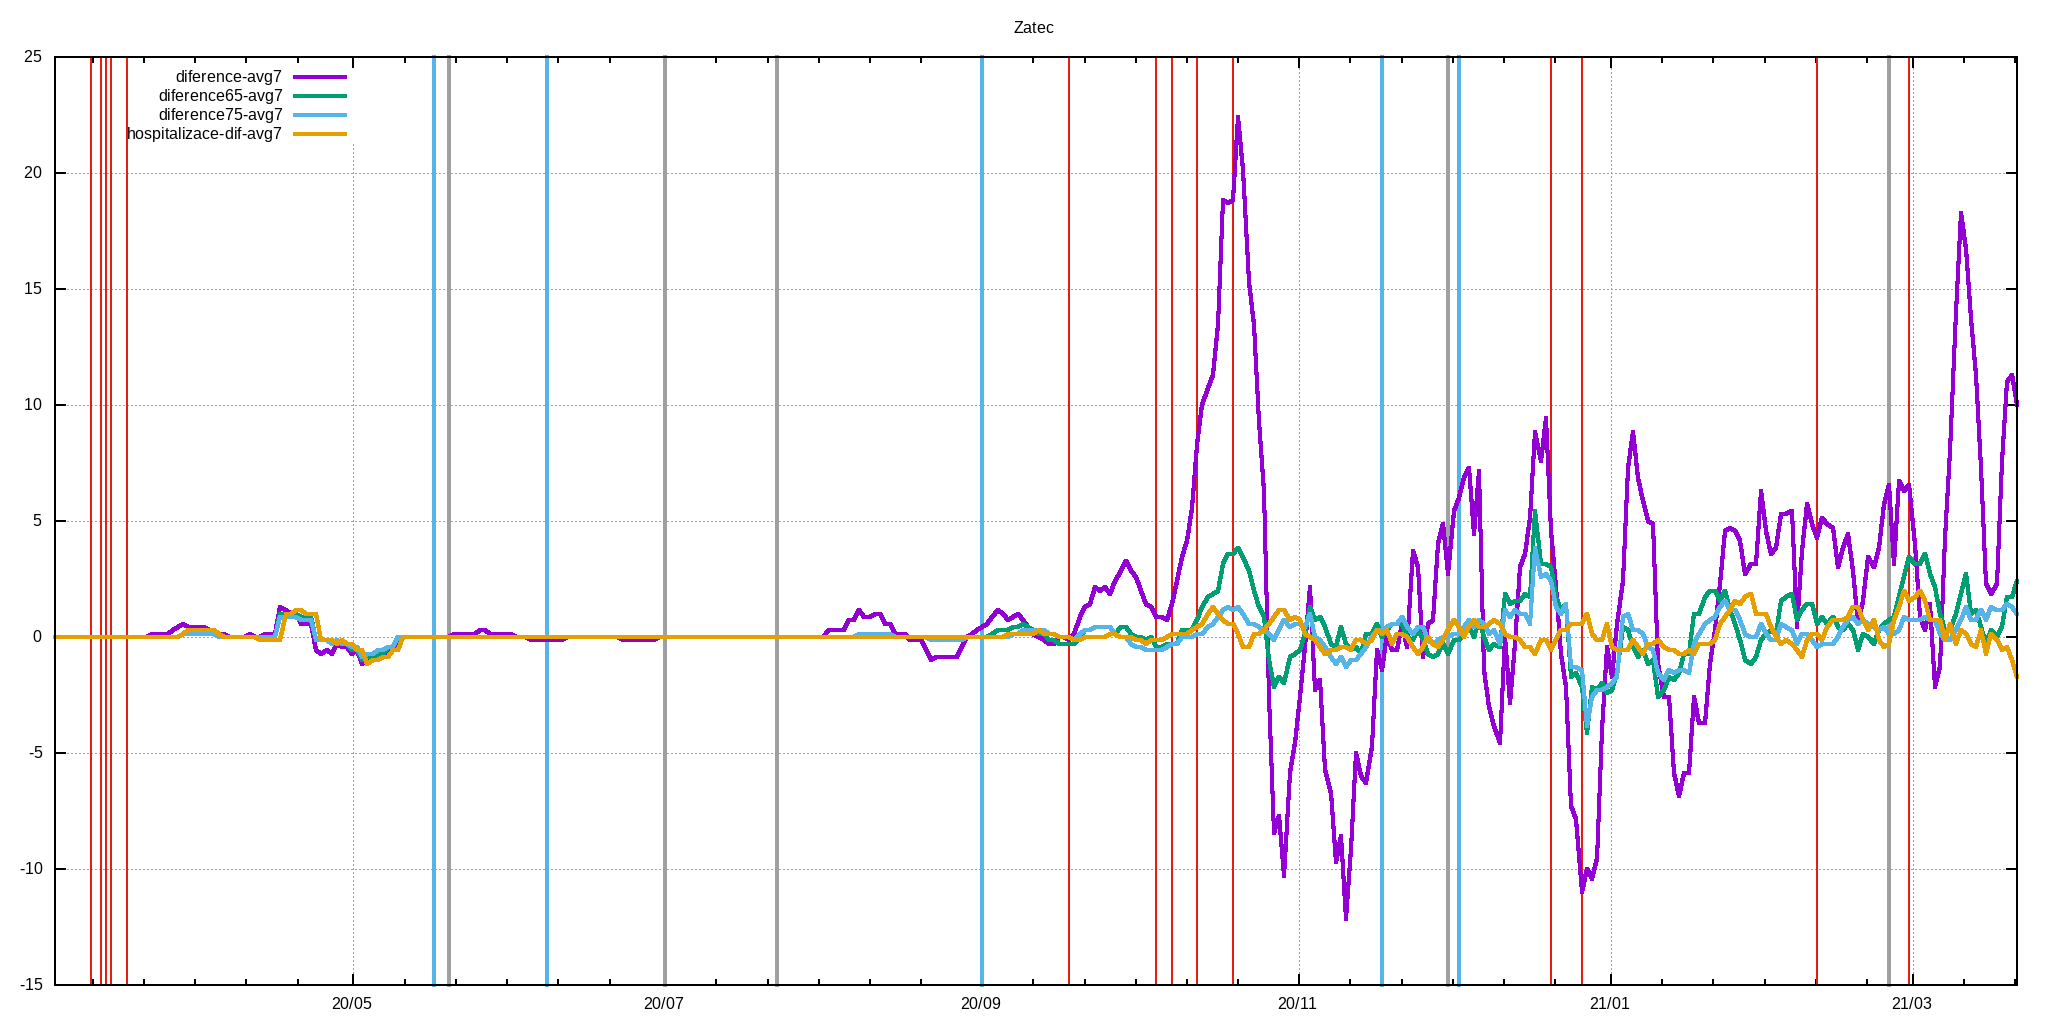 Zatec
25
diference-avg7
diference65-avg7
diference75-avg7
hospitalizace-dif-avg7
20
15
10
5
0
-5
-10
-15
20/05 20/07 20/09 20/11 21/01 21/03